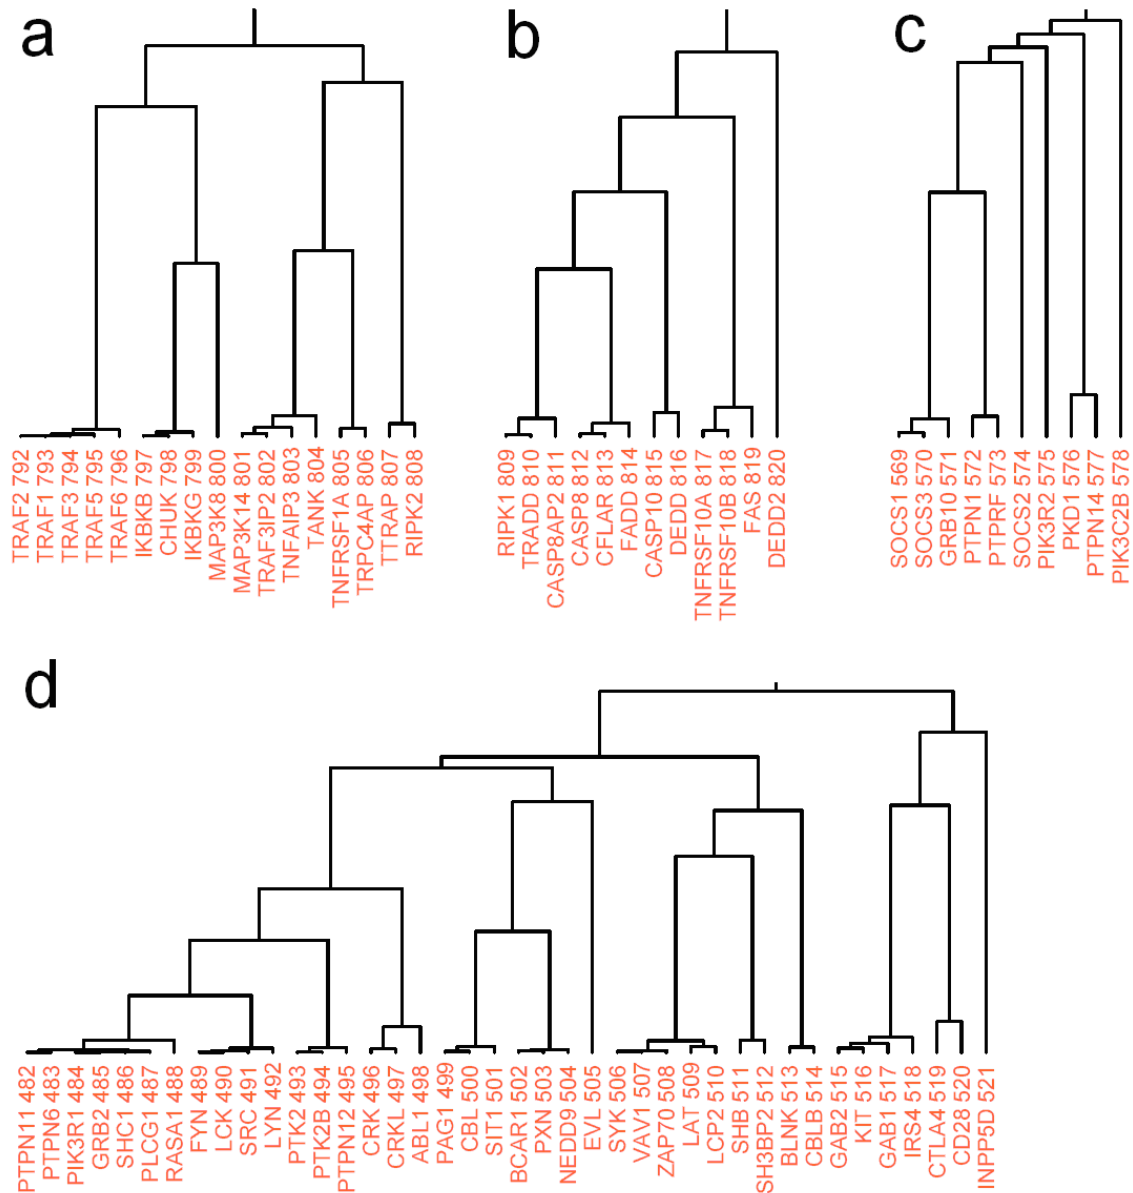 a
b
c
TRAF2 792
TRAF1 793
TRAF3 794
TRAF5 795
TRAF6 796
IKBKB 797
CHUK 798
IKBKG 799
MAP3K8 800
MAP3K14 801
TRAF3IP2 802
TNFAIP3 803
TANK 804
TNFRSF1A 805
TRPC4AP 806
TTRAP 807
RIPK2 808
RIPK1 809
TRADD 810
CASP8AP2 811
CASP8 812
CFLAR 813
FADD 814
CASP10 815
DEDD 816
TNFRSF10A 817
TNFRSF10B 818
FAS 819
DEDD2 820
SOCS1 569
SOCS3 570
GRB10 571
PTPN1 572
PTPRF 573
SOCS2 574
PIK3R2 575
PKD1 576
PTPN14 577
PIK3C2B 578
d
PTPN11 482
PTPN6 483
PIK3R1 484
GRB2 485
SHC1 486
PLCG1 487
RASA1 488
FYN 489
LCK 490
SRC 491
LYN 492
PTK2 493
PTK2B 494
PTPN12 495
CRK 496
CRKL 497
ABL1 498
PAG1 499
CBL 500
SIT1 501
BCAR1 502
PXN 503
NEDD9 504
EVL 505
SYK 506
VAV1 507
ZAP70 508
LAT 509
LCP2 510
SHB 511
SH3BP2 512
BLNK 513
CBLB 514
GAB2 515
KIT 516
GAB1 517
IRS4 518
CTLA4 519
CD28 520
INPP5D 521